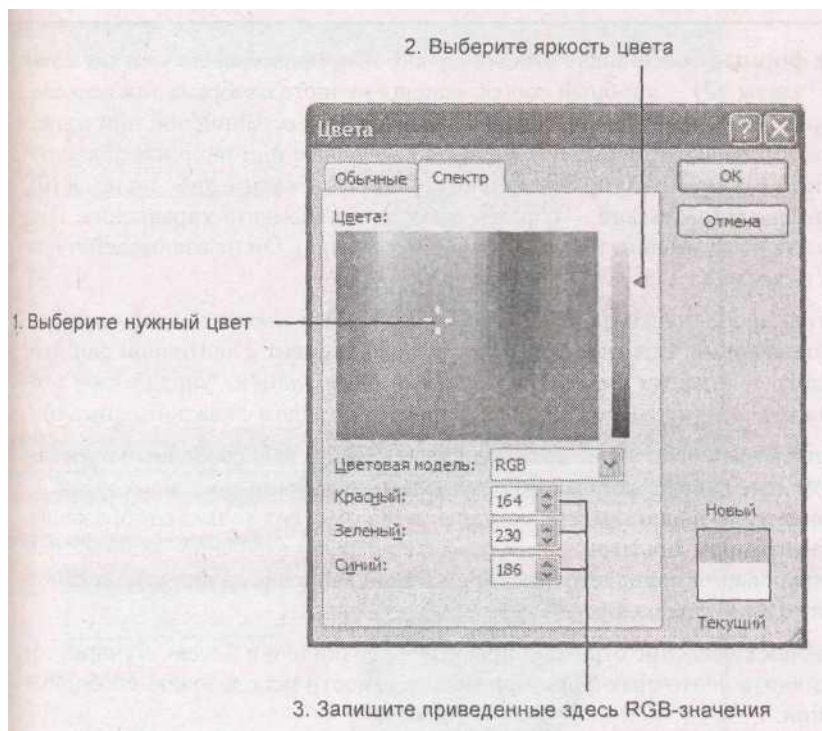 2. Выберите яркость цвета
Цвета
Обычные Спектр
ОК
Отмена
Цвета:
1. Выберите нужный цвет
Цветовая модель: RGB
Красный: 164
Зеленый: 230
Синий: 186
Новый
Текущий
3. Запишите приведенные здесь RGB-значения